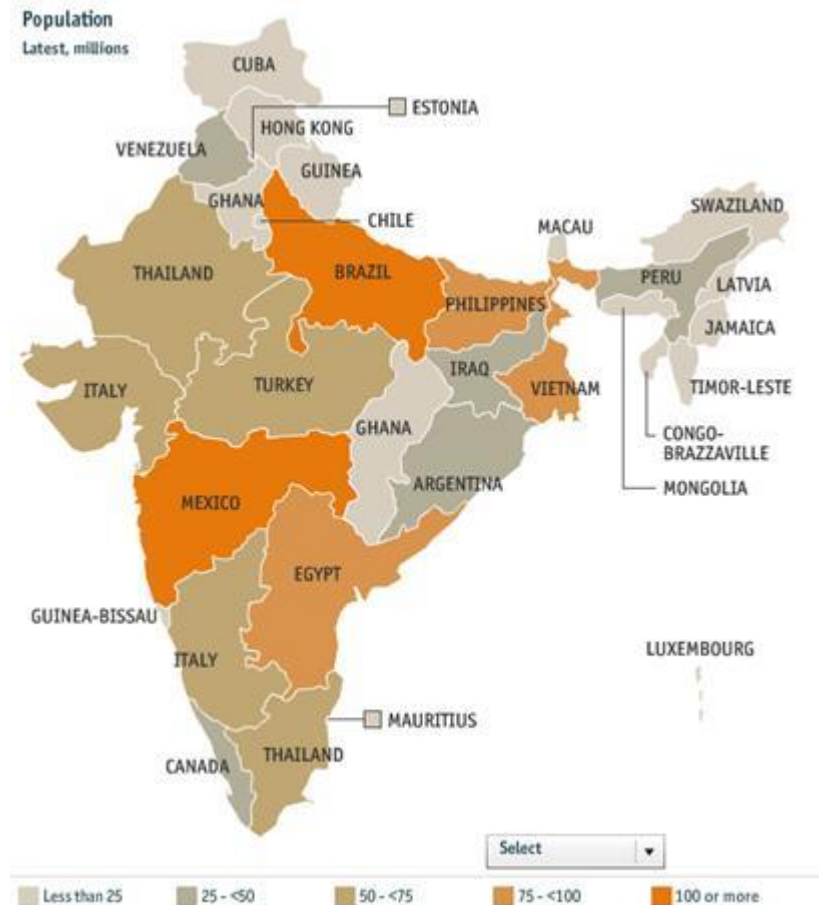 Population
Latest, millions
CUBA
ESTONIA
HONG KONG
VENEZUELA
GUINEA
GHANA
CHILE
SWAZILAND
MACAU
THAILAND
BRAZIL
PERU
LATVIA
PHILIPPINES
JAMAICA
IRAQ
ITALY
TURKEY
VIETNAM
TIMOR-LESTE
GHANA
CONGO-
BRAZZAVILLE
ARGENTINA
MONGOLIA
MEXICO
EGYPT
GUINEA-BISSAU
LUXEMBOURG
ITALY
MAURITIUS
THAILAND
CANADA
Select
Less than 25
25 - <50
50 - <75
75 - <100
100 or more